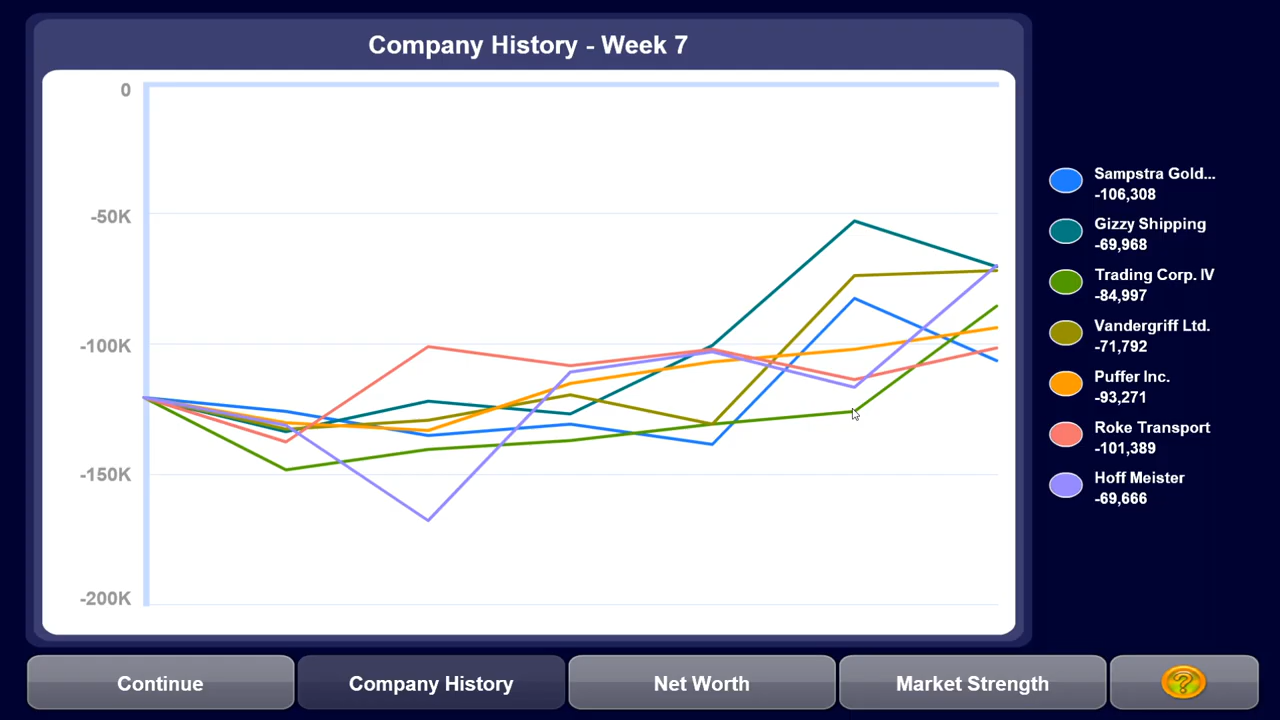 Company History - Week 7
0
-50K
-100K
-150K
-200K
Sampstra Gold...
-106,308
Gizzy Shipping
-69,968
Trading Corp. IV
-84,997
Vandergriff Ltd.
-71,792
Puffer Inc.
-93,271
Roke Transport
-101,389
Hoff Meister
-69,666
Continue
Company History
Net Worth
Market Strength
?